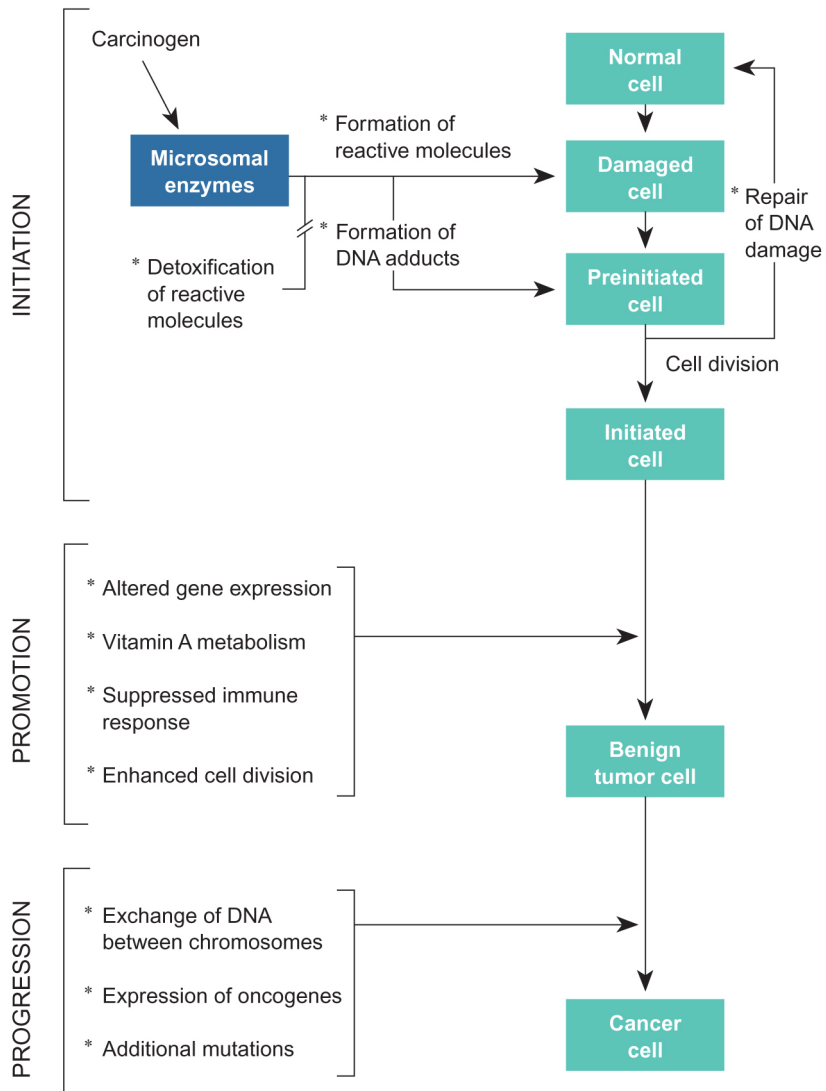 INITIATION
Carcinogen
Microsomal
enzymes
* Formation of
reactive molecules
* Formation of
DNA adducts
* Detoxification
of reactive
molecules
Normal
cell
Damaged
cell
* Repair
of DNA
damage
Preinitiated
cell
Cell division
Initiated
cell
PROMOTION
* Altered gene expression
* Vitamin A metabolism
* Suppressed immune
response
* Enhanced cell division
Benign
tumor cell
PROGRESSION
* Exchange of DNA
between chromosomes
* Expression of oncogenes
* Additional mutations
Cancer
cell